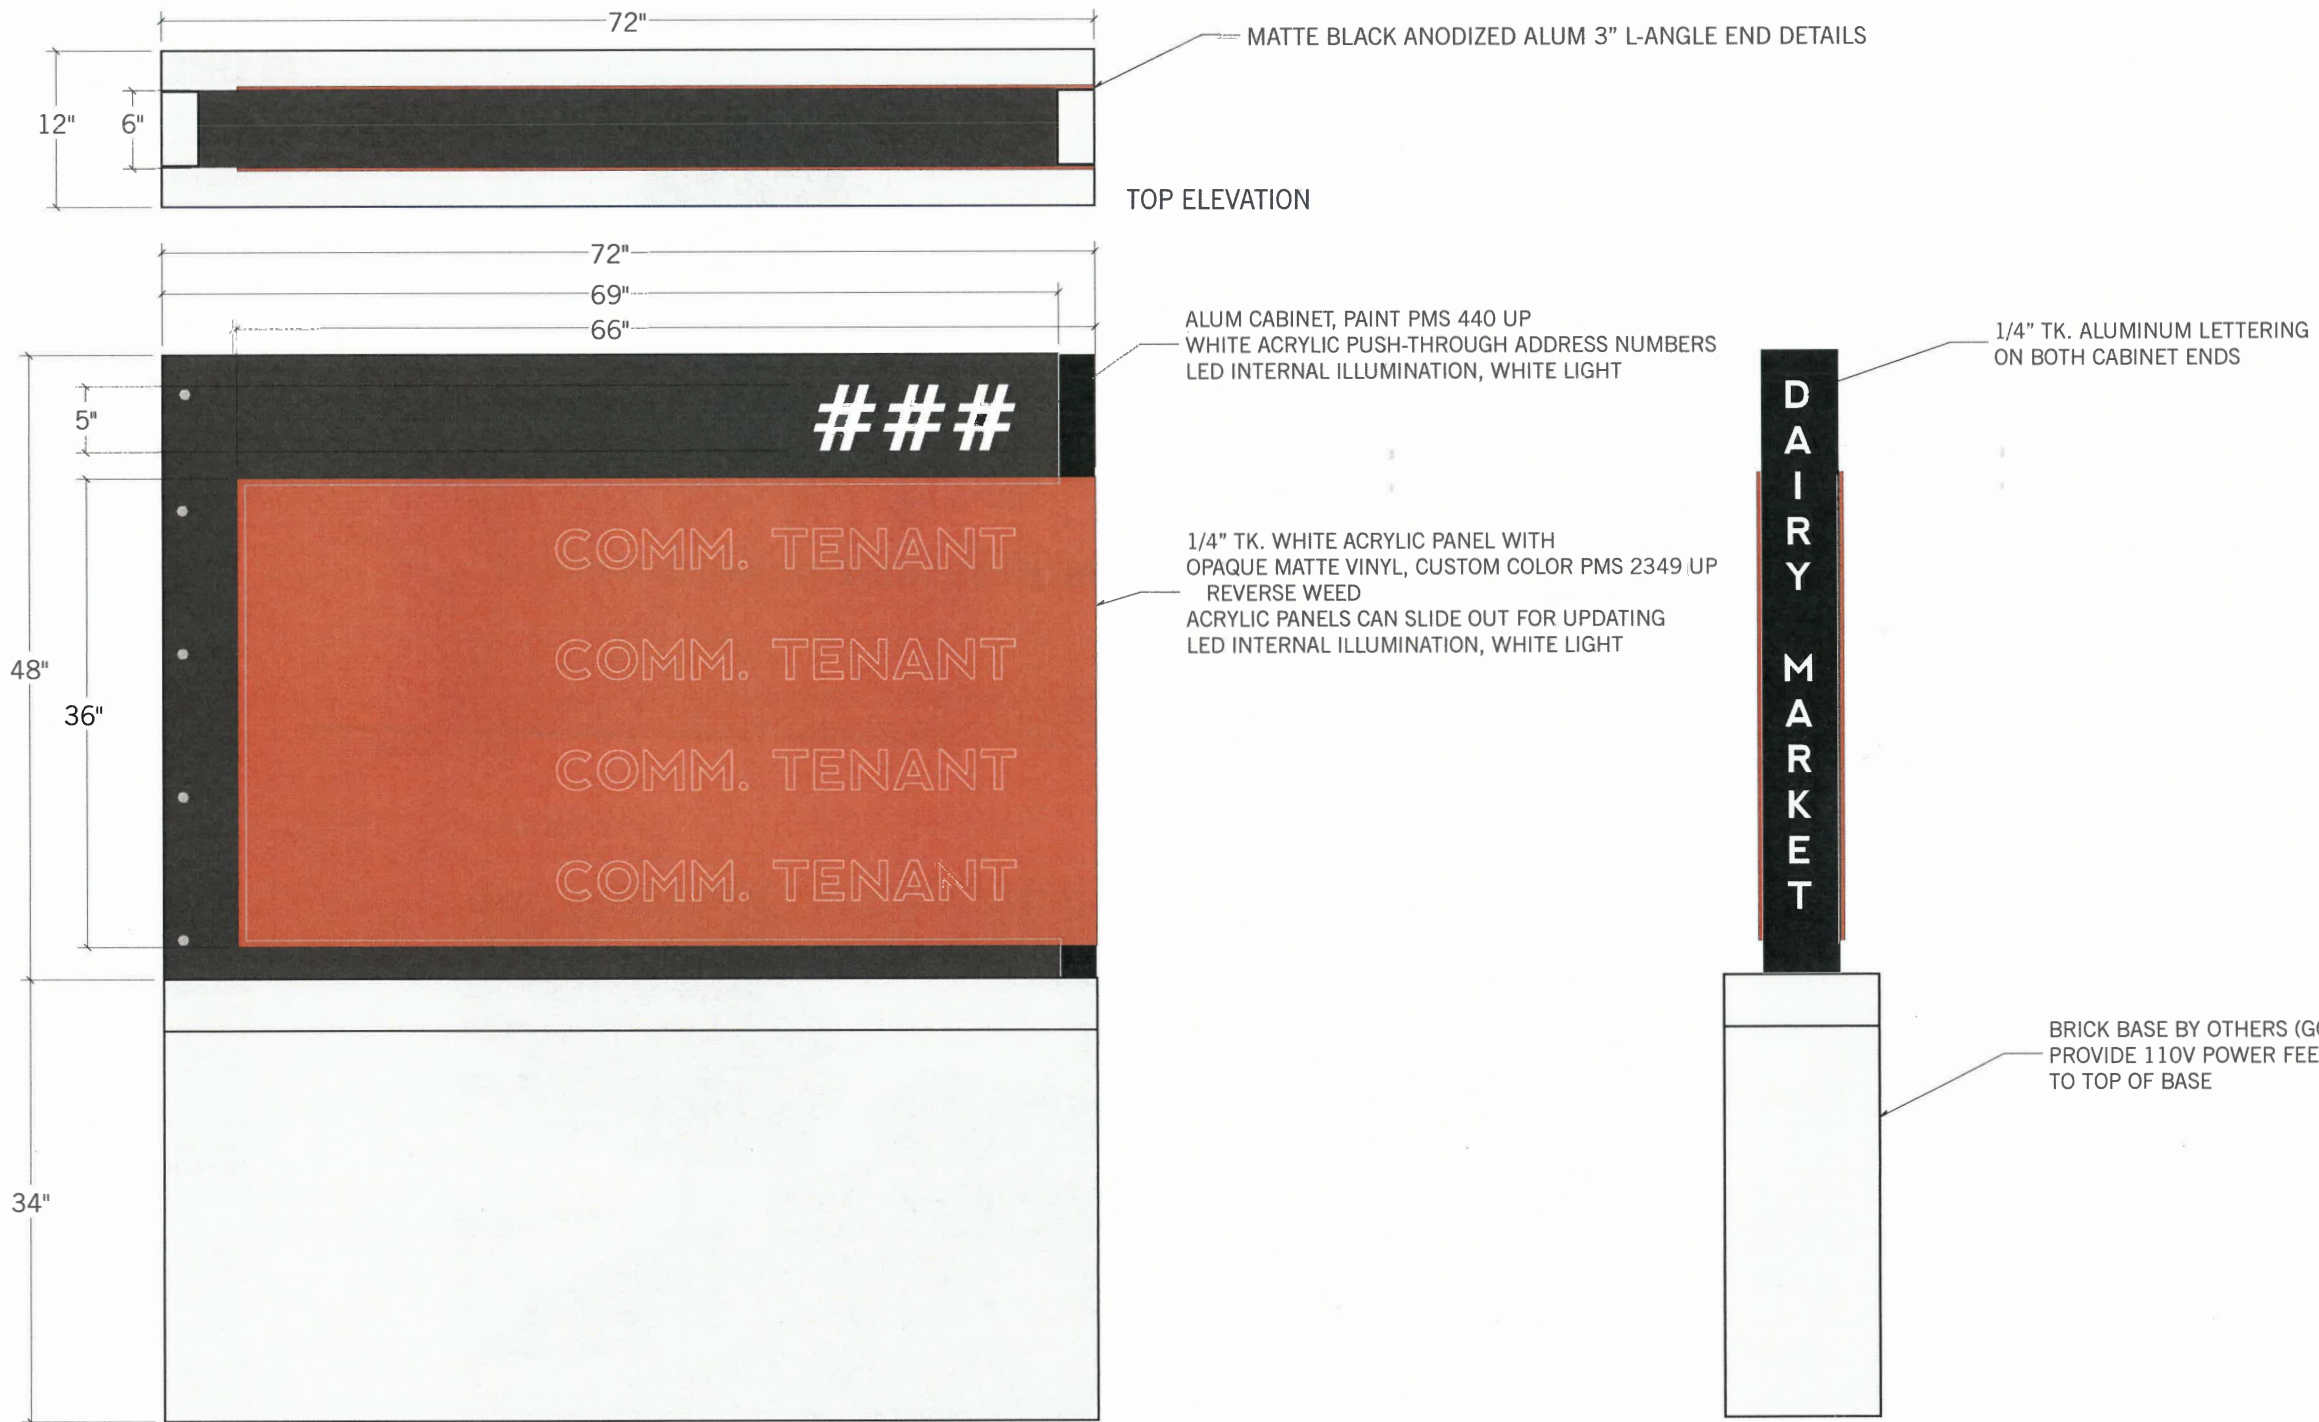 72"
MATTE BLACK ANODIZED ALUM 3" L-ANGLE END DETAILS
12"
6"
TOP ELEVATION
72"
69"
66"
ALUM CABINET, PAINT PMS 440 UP
WHITE ACRYLIC PUSH-THROUGH ADDRESS NUMBERS
LED INTERNAL ILLUMINATION, WHITE LIGHT
1/4" TK. ALUMINUM LETTERING
ON BOTH CABINET ENDS
5"
###
48"
36"
COMM. TENANT
COMM. TENANT
COMM. TENANT
COMM. TENANT
1/4" TK. WHITE ACRYLIC PANEL WITH
OPAQUE MATTE VINYL, CUSTOM COLOR PMS 2349 UP
REVERSE WEED
ACRYLIC PANELS CAN SLIDE OUT FOR UPDATING
LED INTERNAL ILLUMINATION, WHITE LIGHT
DAIRY MARKET
34"
BRICK BASE BY OTHERS
PROVIDE 110V POWER
TO TOP OF BASE